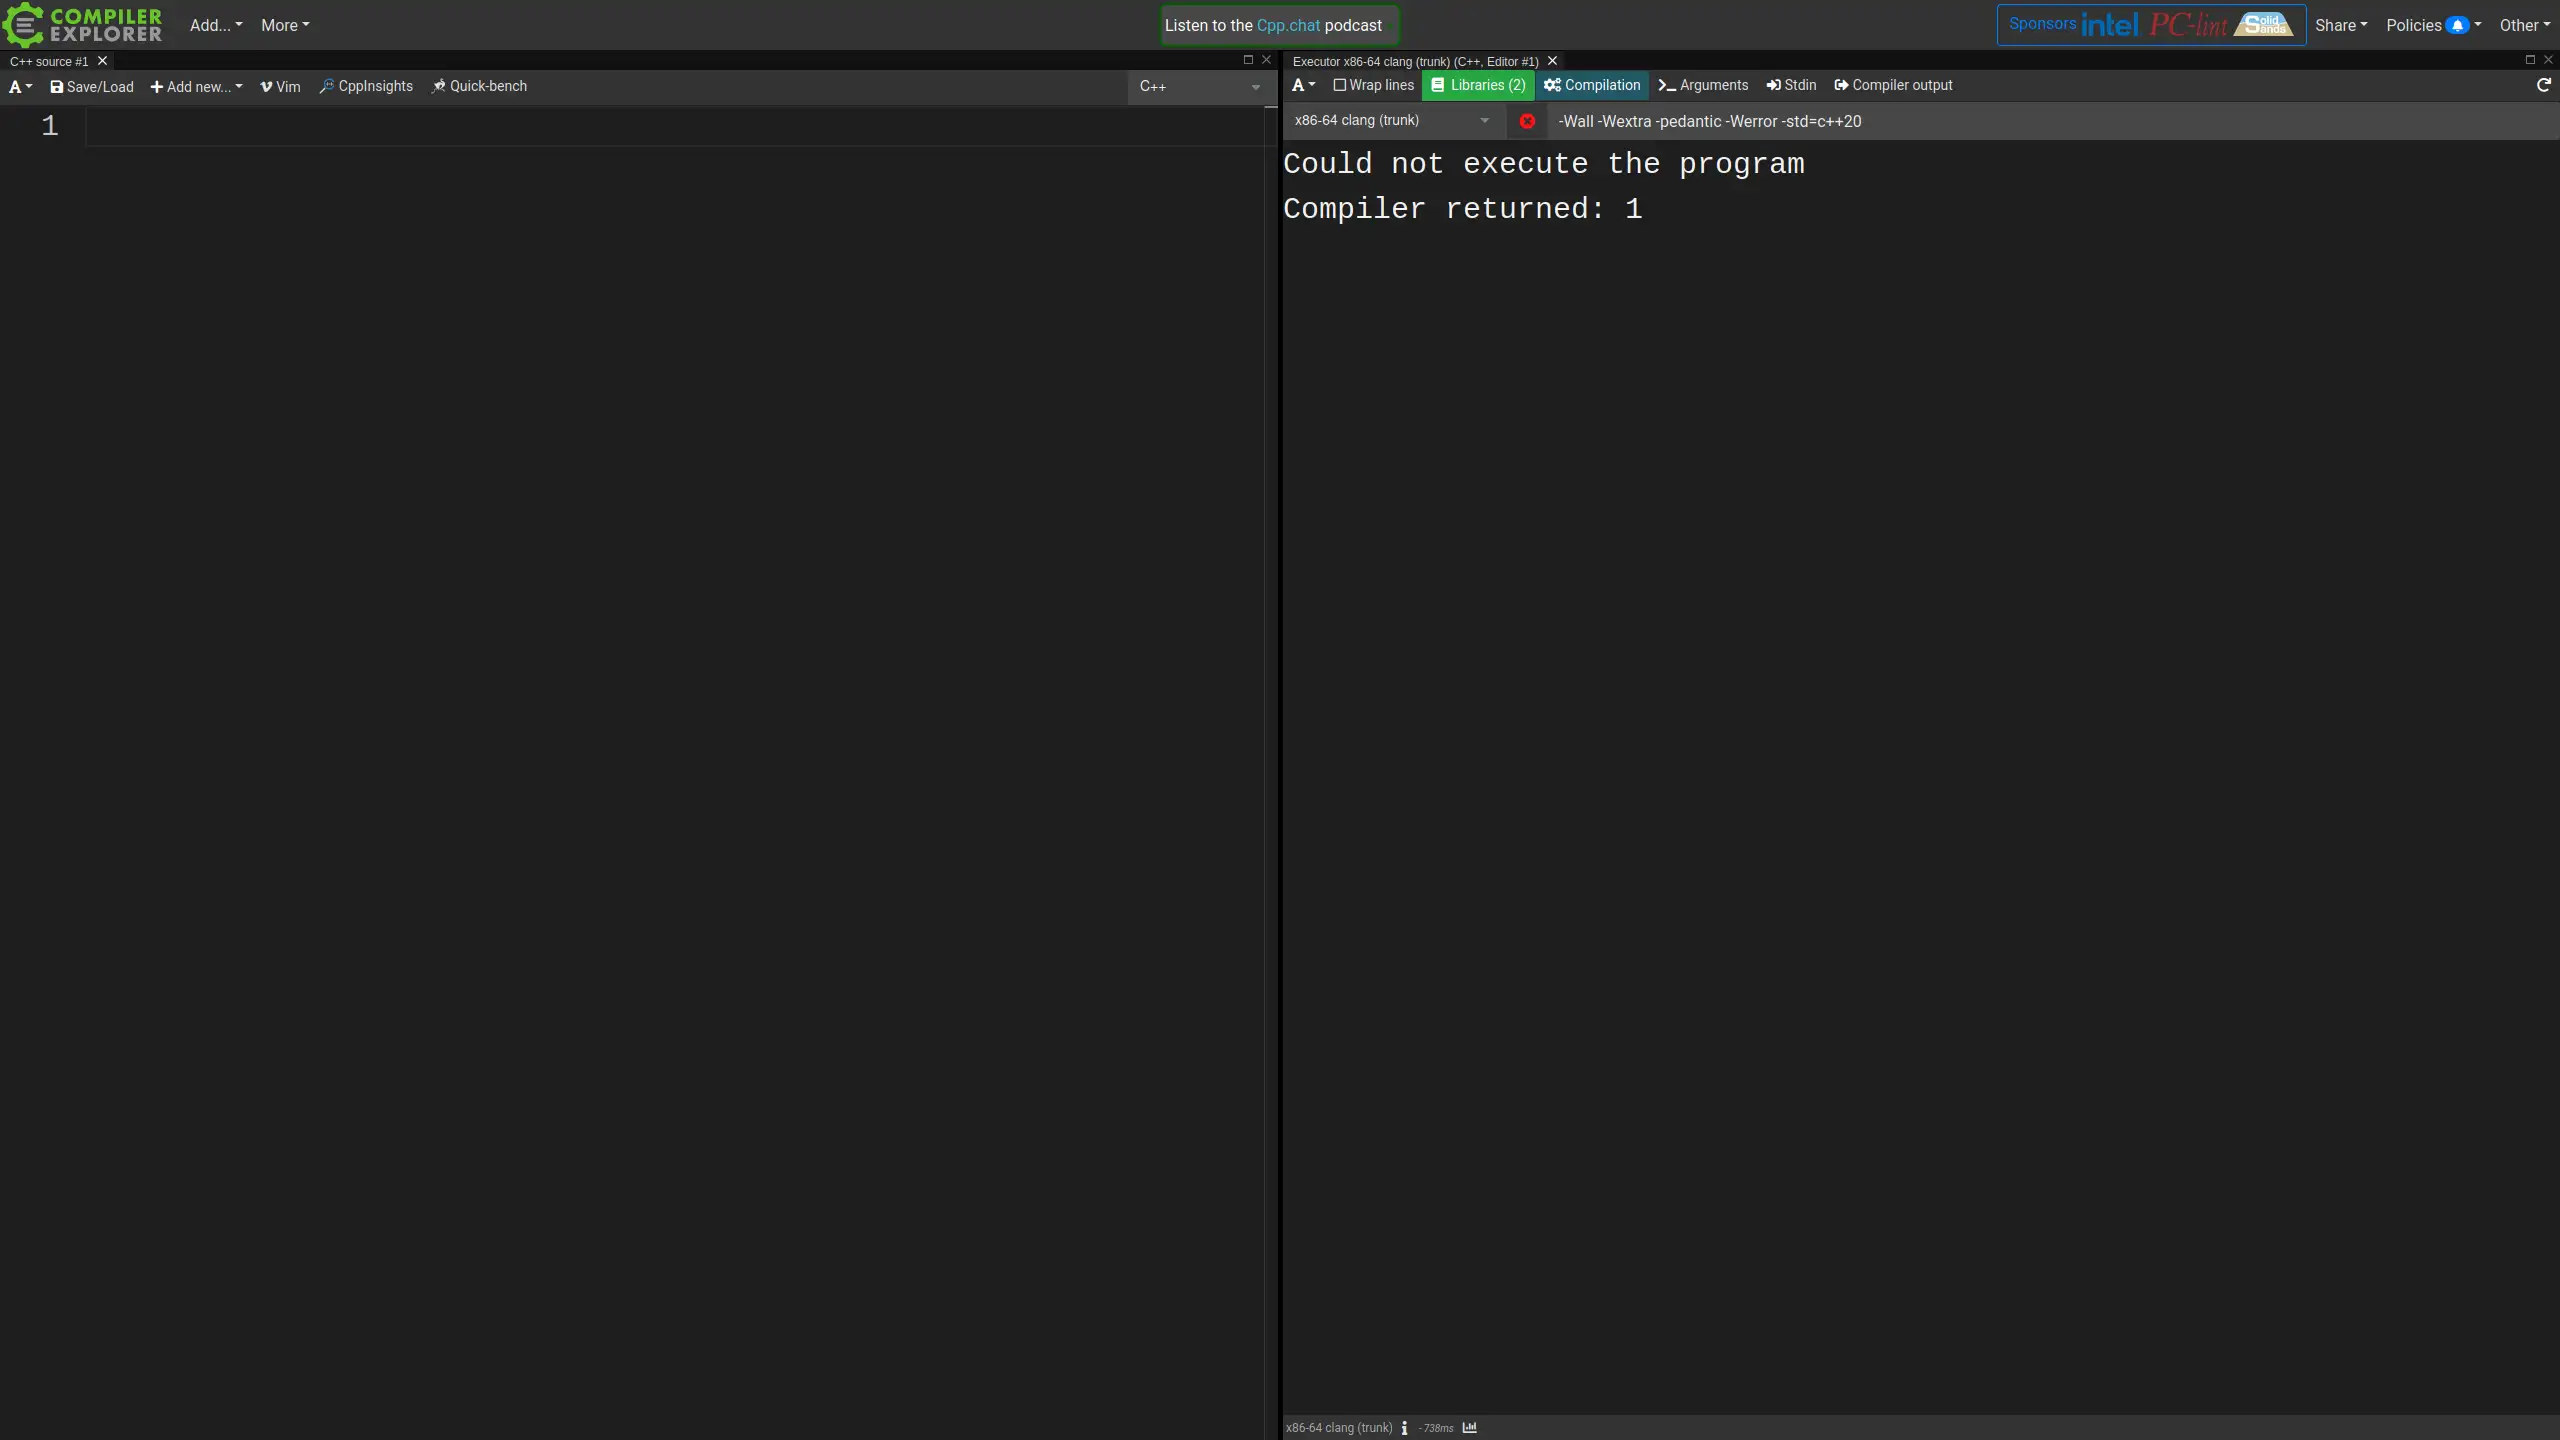 COMPILER
EXPLORER
Add...
More
Listen to the Cpp.chat podcast
Sponsors intel PC-lint Solid Sands
Share
Policies
Other
C++ source #1
A
Save/Load
Add new...
Vim
CppInsights
Quick-bench
C++
1
Executor x86-64 clang (trunk) (C++, Editor #1)
A
Wrap lines
Libraries (2)
Compilation
Arguments
Stdin
Compiler output
x86-64 clang (trunk)
-Wall -Wextra -pedantic -Werror -std=c++20
Could not execute the program
Compiler returned: 1
x86-64 clang (trunk)
- 738ms